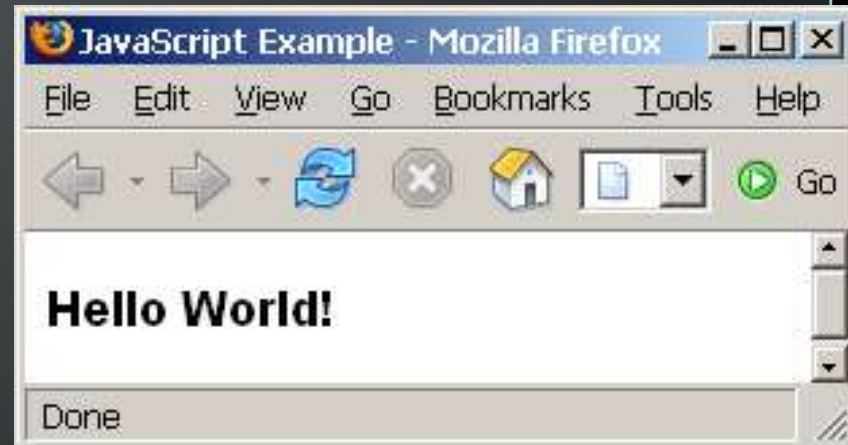 JavaScript Example - Mozilla Firefox
File Edit View Go Bookmarks Tools Help
Go
Hello World!
Done